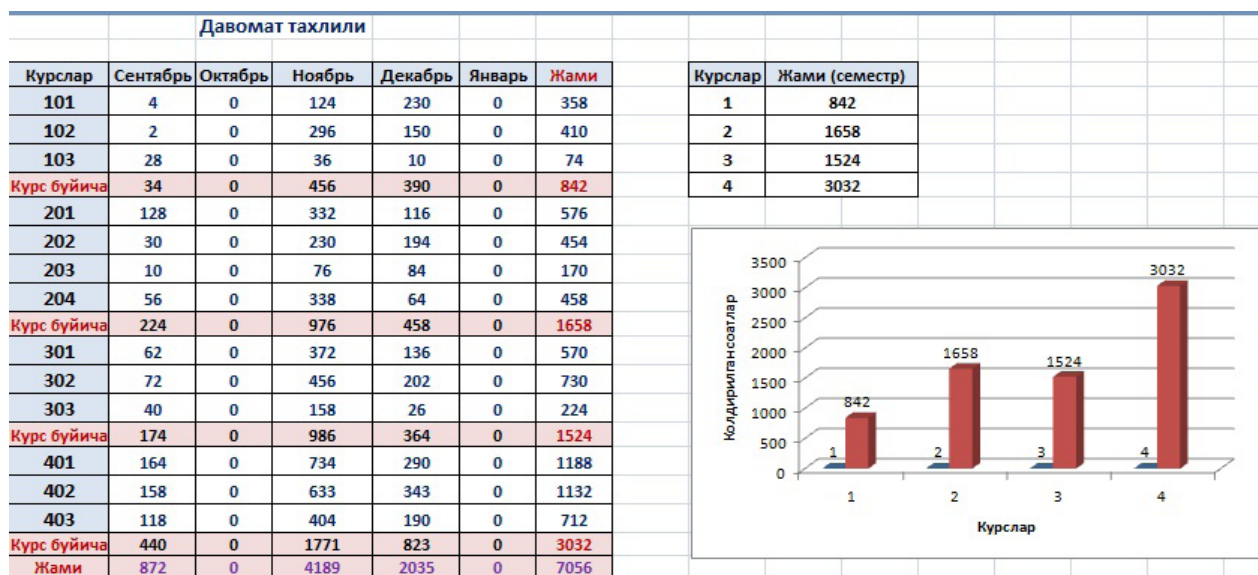 Давомат тахлили
Курслар Сентябрь Октябрь Ноябрь Декабрь Январь Жами
101 4 0 124 230 0 358
102 2 0 296 150 0 410
103 28 0 36 10 0 74
Курс буйича 34 0 456 390 0 842
201 128 0 332 116 0 576
202 30 0 230 194 0 454
203 10 0 76 84 0 170
204 56 0 338 64 0 458
Курс буйича 224 0 976 458 0 1658
301 62 0 372 136 0 570
302 72 0 456 202 0 730
303 40 0 158 26 0 224
Курс буйича 174 0 986 364 0 1524
401 164 0 734 290 0 1188
402 158 0 633 343 0 1132
403 118 0 404 190 0 712
Курс буйича 440 0 1771 823 0 3032
Жами 872 0 4189 2035 0 7056
Курслар Жами (семестр)
1 842
2 1658
3 1524
4 3032
Колдирилган соатлар
3500
3000
2500
2000
1500
1000
500
0
1 842 2 1658 3 1524 4 3032
1 2 3 4
Курслар